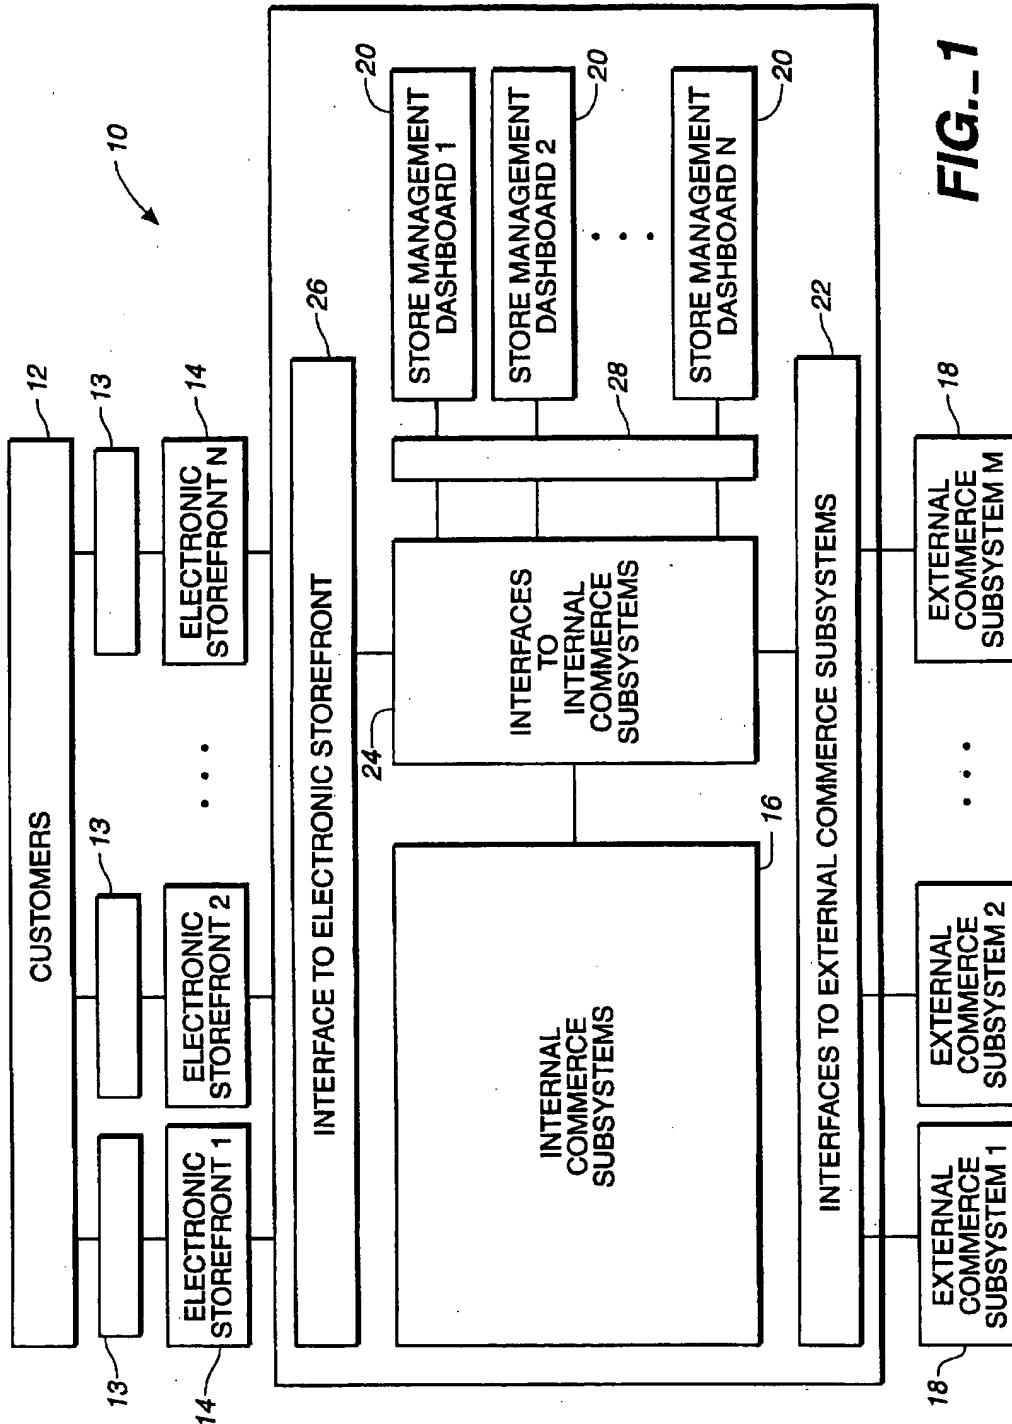 10
CUSTOMERS
12
13
13
13
ELECTRONIC
STOREFRONT 1
14
ELECTRONIC
STOREFRONT 2
• • •
ELECTRONIC
STOREFRONT N
14
INTERFACE TO ELECTRONIC STOREFRONT
26
INTERNAL
COMMERCE
SUBSYSTEMS
16
24
INTERFACES
TO
INTERNAL
COMMERCE
SUBSYSTEMS
28
STORE MANAGEMENT
DASHBOARD 1
20
STORE MANAGEMENT
DASHBOARD 2
20
• • •
STORE MANAGEMENT
DASHBOARD N
20
INTERFACES TO EXTERNAL COMMERCE SUBSYSTEMS
22
EXTERNAL
COMMERCE
SUBSYSTEM 1
18
EXTERNAL
COMMERCE
SUBSYSTEM 2
• • •
EXTERNAL
COMMERCE
SUBSYSTEM M
18
FIG._1